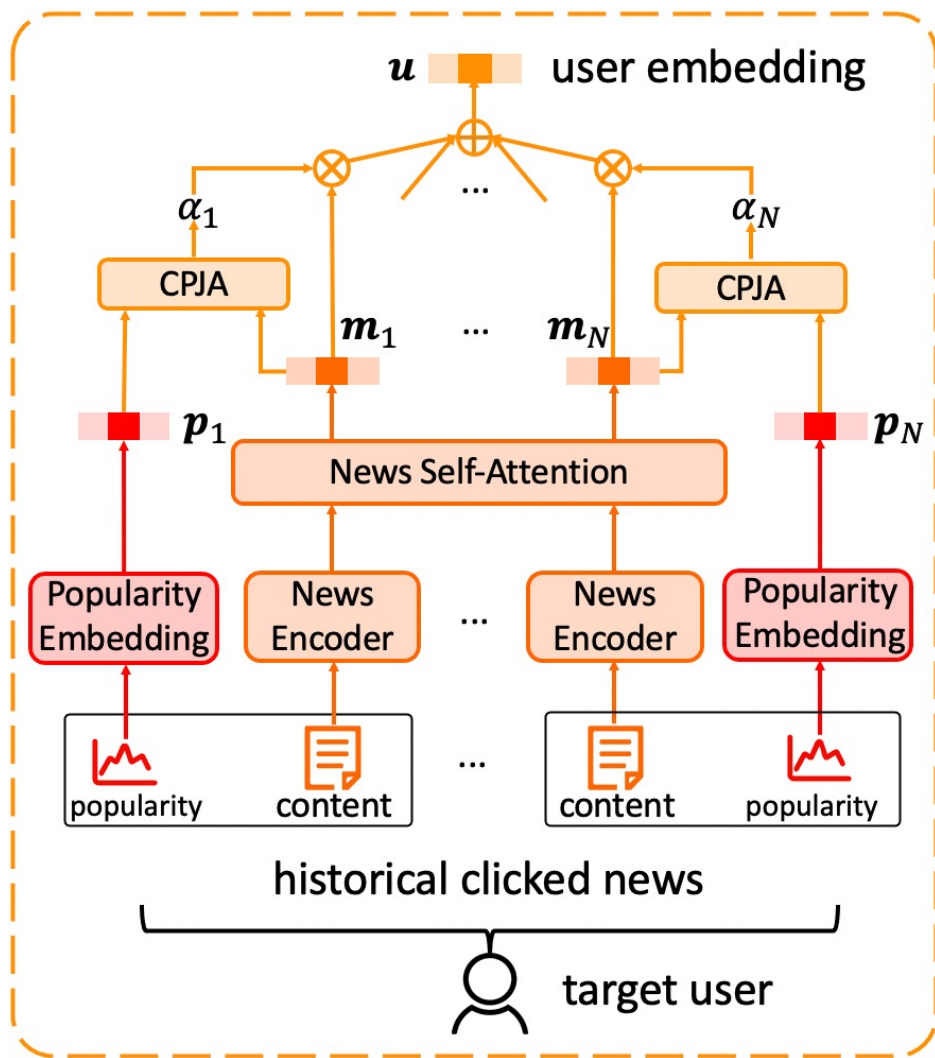 u user embedding
...
α1 αN
CPJA CPJA
m1 ... mN
p1 pN
News Self-Attention
Popularity Embedding
News Encoder
...
News Encoder
Popularity Embedding
popularity
content
...
content
popularity
historical clicked news
target user